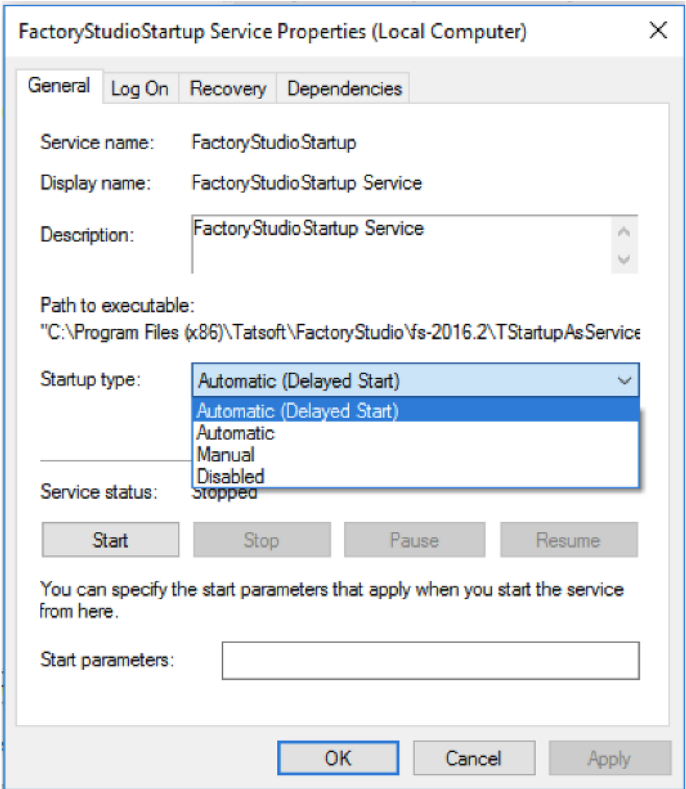 FactoryStudioStartup Service Properties (Local Computer)
General Log On Recovery Dependencies
Service name: FactoryStudioStartup
Display name: FactoryStudioStartup Service
Description: FactoryStudioStartup Service
Path to executable:
"C:\Program Files (x86)\Tatsoft\FactoryStudio\fs-2016.2\TStartupAsService
Startup type: Automatic (Delayed Start)
Automatic (Delayed Start)
Automatic
Manual
Disabled
Service status: Stopped
Start Stop Pause Resume
You can specify the start parameters that apply when you start the service
from here.
Start parameters:
OK Cancel Apply